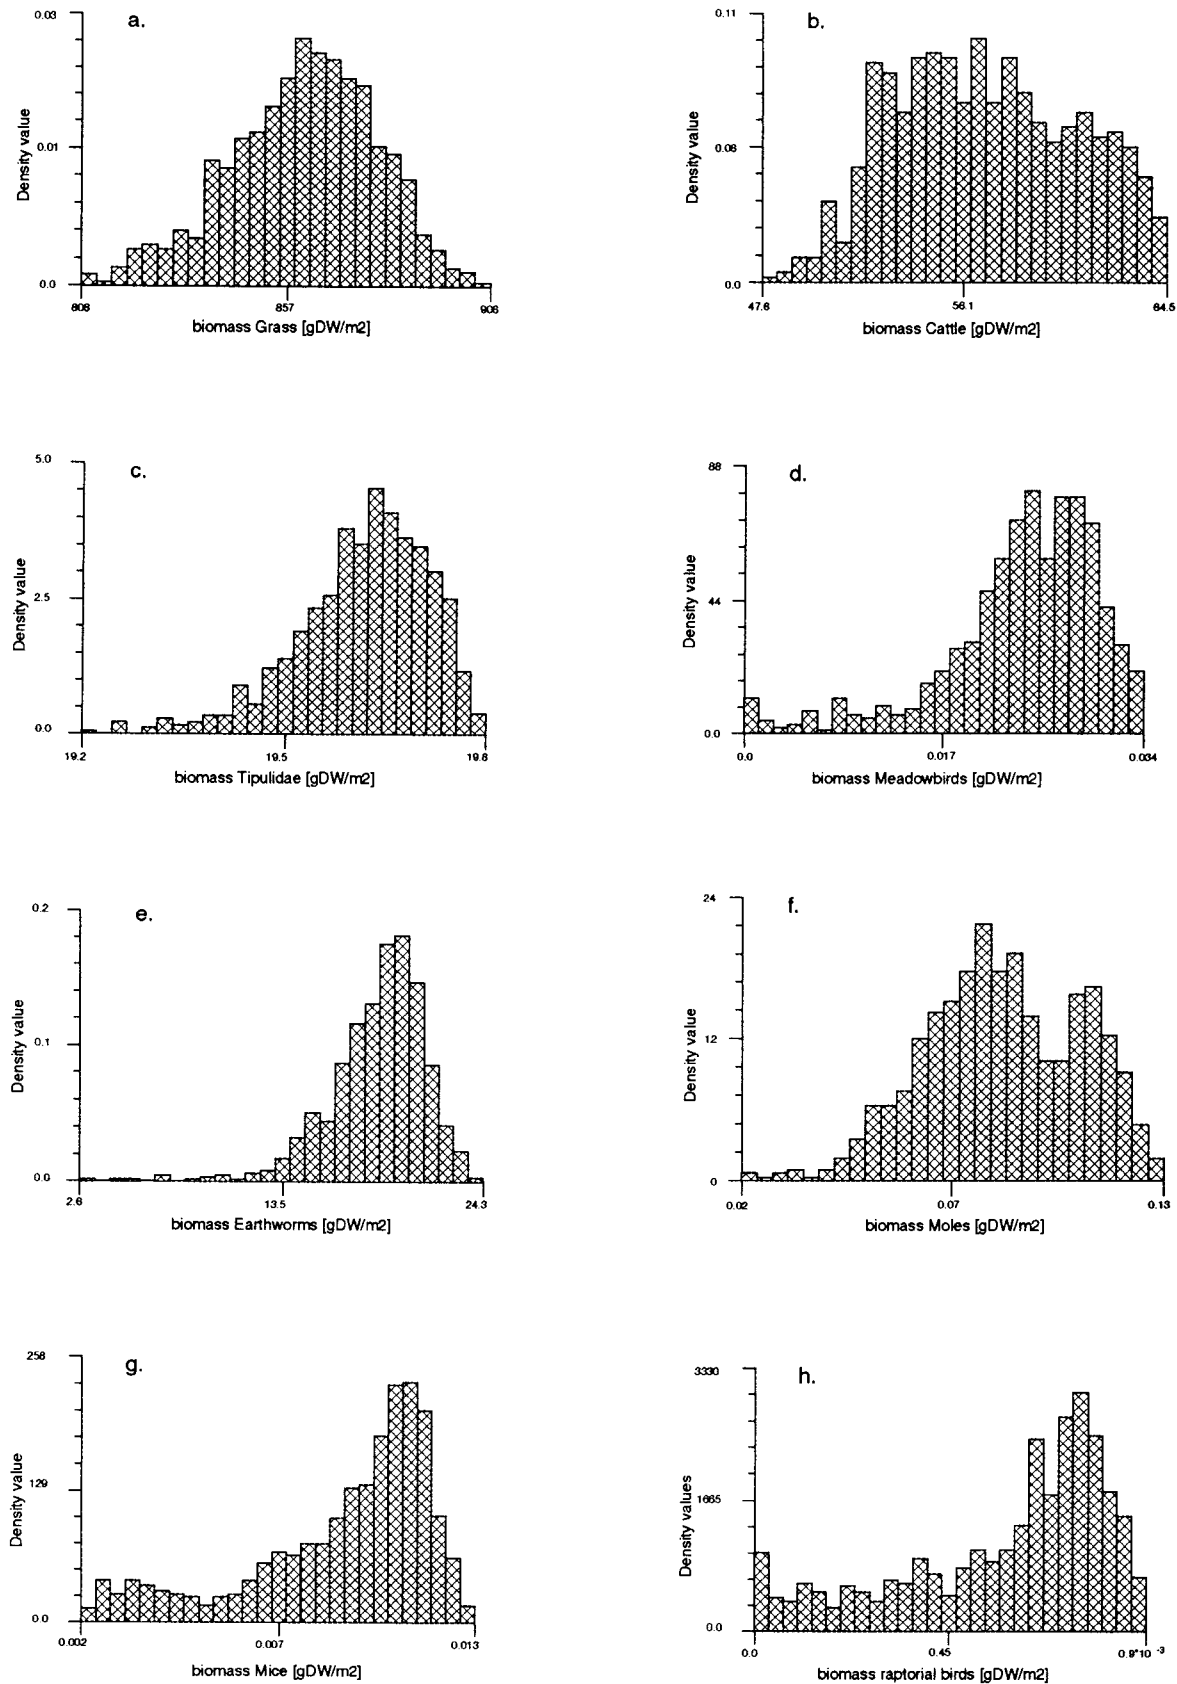 a.
0.03
0.01
0.0
Density value
808
857
906
biomass Grass [gDW/m2]
b.
0.11
0.08
0.0
Density value
47.6
56.1
64.5
biomass Cattle [gDW/m2]
c.
5.0
2.5
0.0
Density value
19.2
19.5
19.8
biomass Tipulidae [gDW/m2]
d.
88
44
0.0
Density value
0.0
0.017
0.034
biomass Meadowbirds [gDW/m2]
e.
0.2
0.1
0.0
Density value
2.6
13.5
24.3
biomass Earthworms [gDW/m2]
f.
24
12
0
Density value
0.02
0.07
0.13
biomass Moles [gDW/m2]
g.
258
129
0.0
Density value
0.002
0.007
0.013
biomass Mice [gDW/m2]
h.
3330
1665
0.0
Density values
0.0
0.45
0.9*10 -3
biomass raptorial birds [gDW/m2]